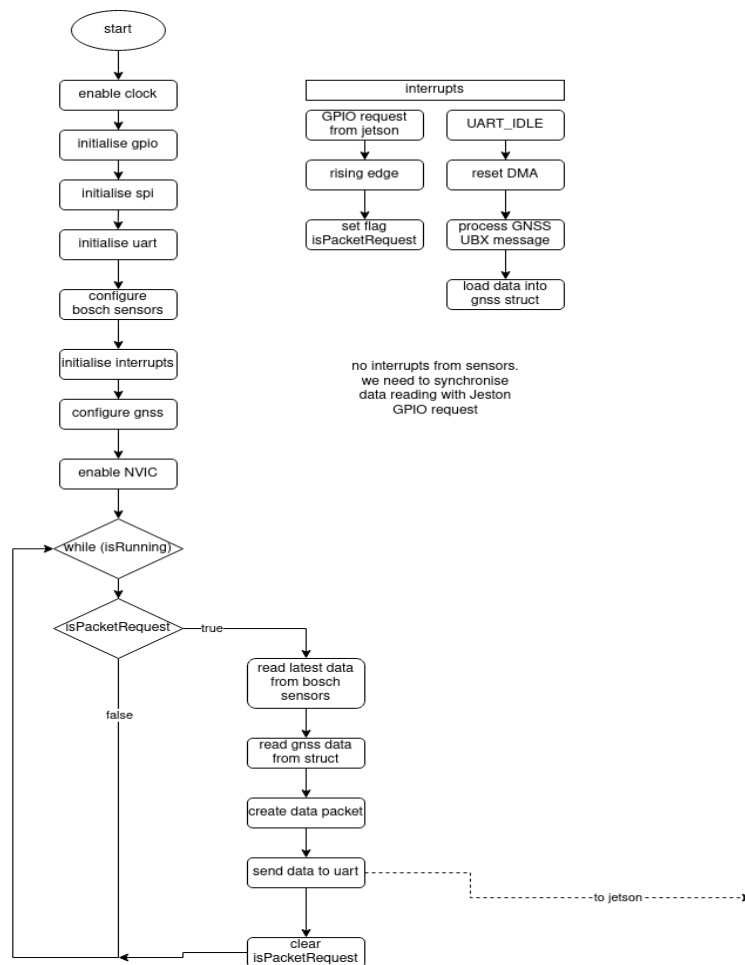 start
enable clock
initialise gpio
initialise spi
initialise uart
configure
bosch sensors
initialise interrupts
configure gnss
enable NVIC
while (isRunning)
isPacketRequest
true
false
read latest data
from bosch
sensors
read gnss data
from struct
create data packet
send data to uart
to jetson
clear
isPacketRequest
interrupts
GPIO request
from jetson
rising edge
set flag
isPacketRequest
UART_IDLE
reset DMA
process GNSS
UBX message
load data into
gnss struct
no interrupts from sensors.
we need to synchronise
data reading with Jeston
GPIO request